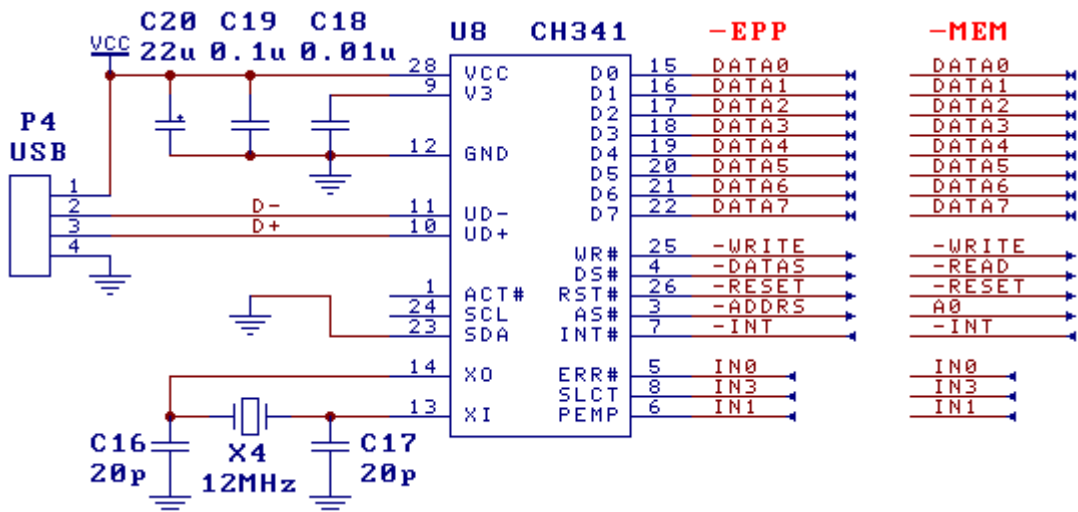 C20 C19 C18
VCC 22u 0.1u 0.01u
U8 CH341 -EPP -MEM
28 VCC D0 15 DATA0 DATA0
9 V3 D1 16 DATA1 DATA1
D2 17 DATA2 DATA2
P4
D3 18 DATA3 DATA3
USB
12 GND D4 19 DATA4 DATA4
D5 20 DATA5 DATA5
1 D6 21 DATA6 DATA6
2 D- 11 UD- D7 22 DATA7 DATA7
3 D+ 10 UD+
4 WR# 25 -WRITE -WRITE
DS# 4 -DATAS -READ
1 ACT# RST# 26 -RESET -RESET
24 SCL AS# 3 -ADDRS A0
23 SDA INT# 7 -INT -INT
14 XO ERR# 5 IN0 IN0
SLCT 8 IN3 IN3
13 XI PEMP 6 IN1 IN1
C16 X4 C17
20p 12MHz 20p